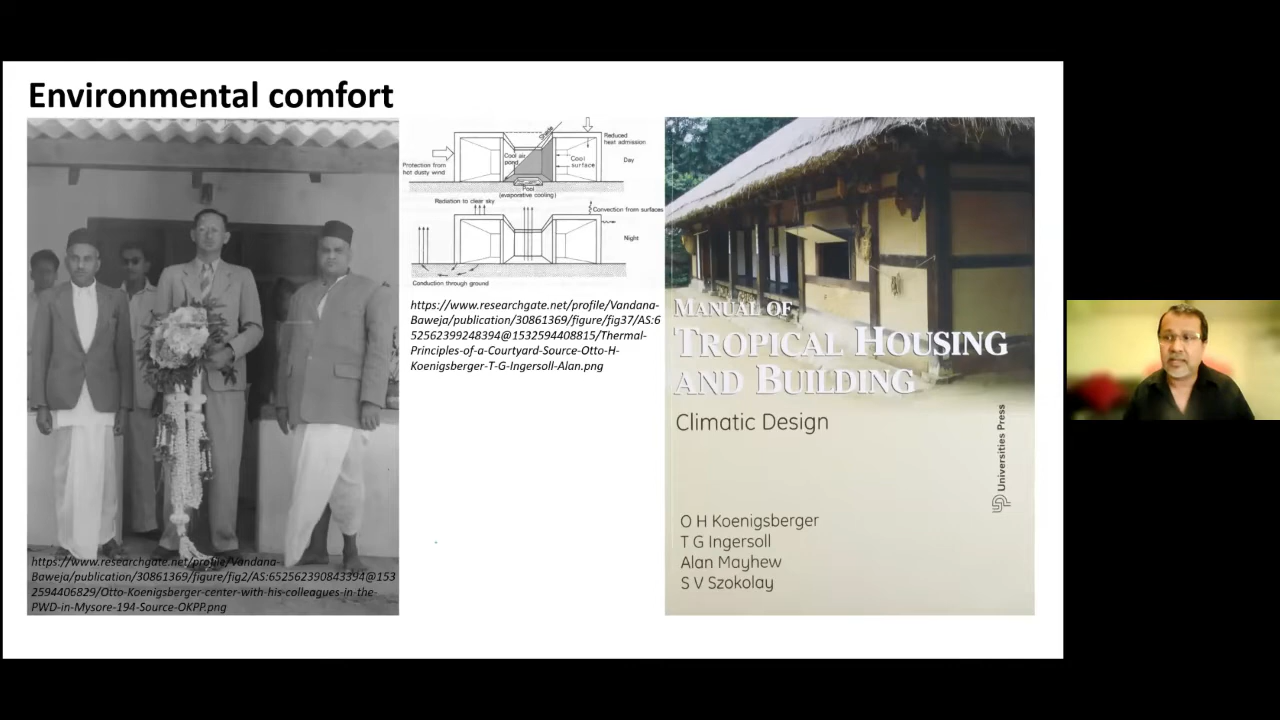 Environmental comfort
https://www.researchgate.net/profile/Vandana-
Baweja/publication/30861369/figure/fig2/AS:652562390843394@153
2594406829/Otto-Koenigsberger-center-with-his-colleagues-in-the-
PWD-in-Mysore-194-Source-OKPP.png
Protection from
hot dusty wind
Cool air
pond
Shade
Pool
(evaporative cooling)
Cool
surface
Reduced
heat admission
Day
Radiation to clear sky
Convection from surfaces
Night
Conduction through ground
https://www.researchgate.net/profile/Vandana-
Baweja/publication/30861369/figure/fig37/AS:6
52562399248394@1532594408815/Thermal-
Principles-of-a-Courtyard-Source-Otto-H-
Koenigsberger-T-G-Ingersoll-Alan.png
MANUAL OF
TROPICAL HOUSING
AND BUILDING
Climatic Design
Universities Press
O H Koenigsberger
T G Ingersoll
Alan Mayhew
S V Szokolay